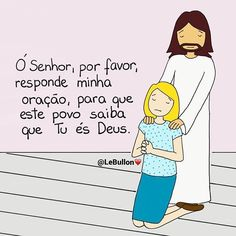 Ó Senhor, por favor,
responde minha
oração, para que
este povo saiba
que Tu és Deus.
@LeBullon❤